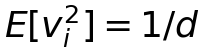 $E[v_i^2] = 1/d$